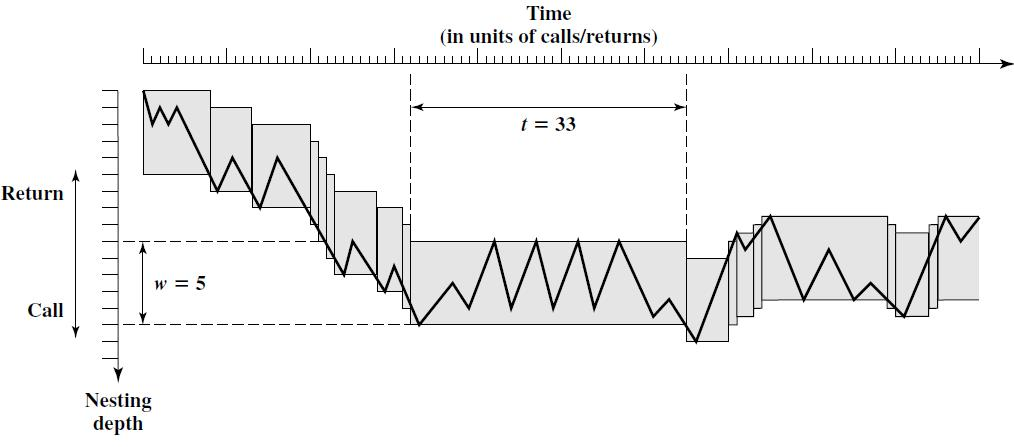 Time
(in units of calls/returns)
t = 33
Return
w = 5
Call
Nesting
depth